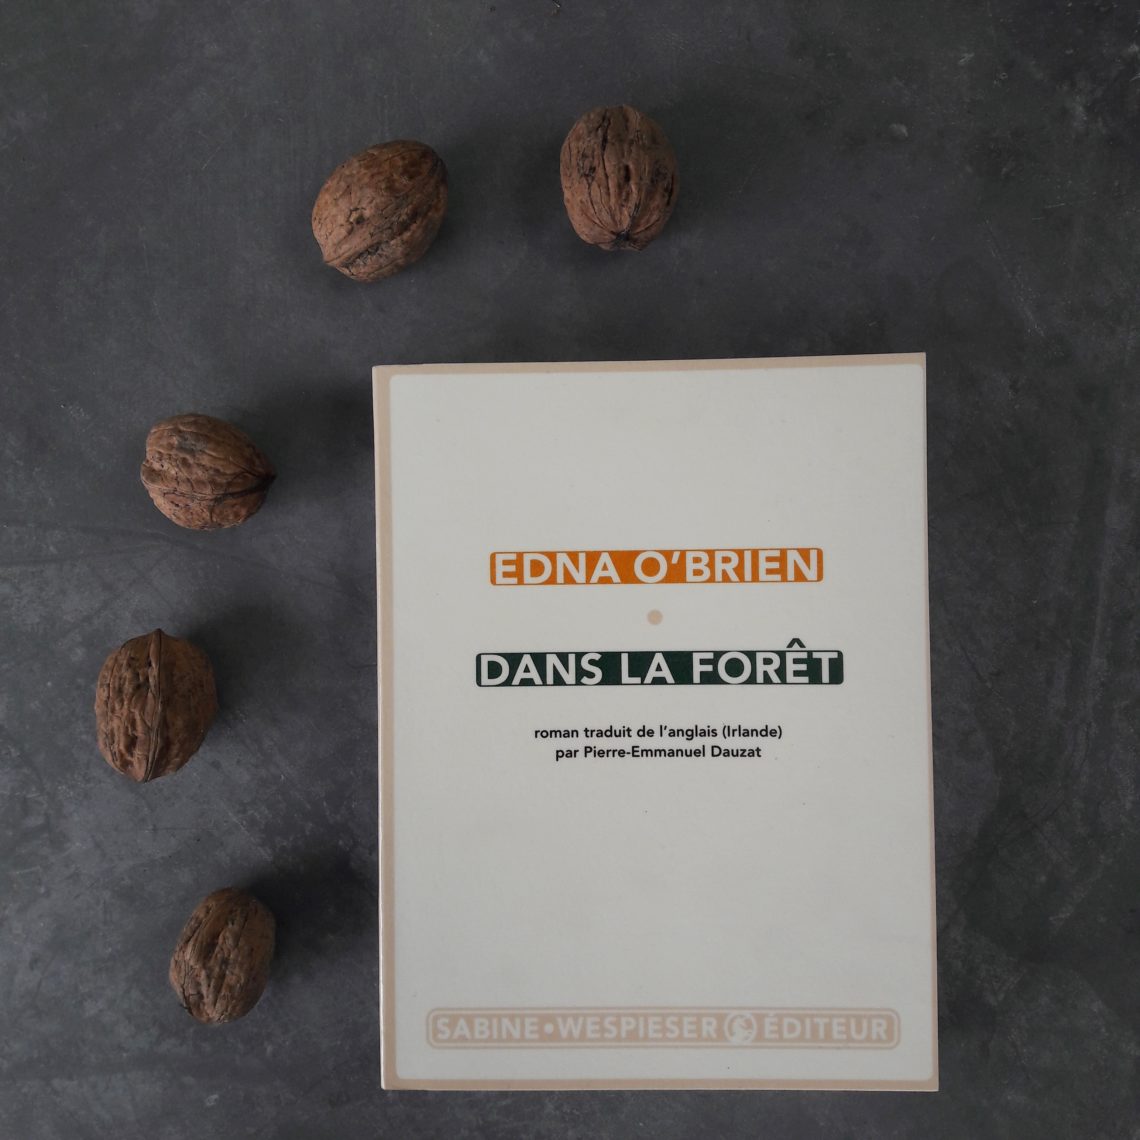 EDNA O’BRIEN
DANS LA FORÊT
roman traduit de l’anglais (Irlande)
par Pierre-Emmanuel Dauzat
SABINE•WESPIESER ÉDITEUR